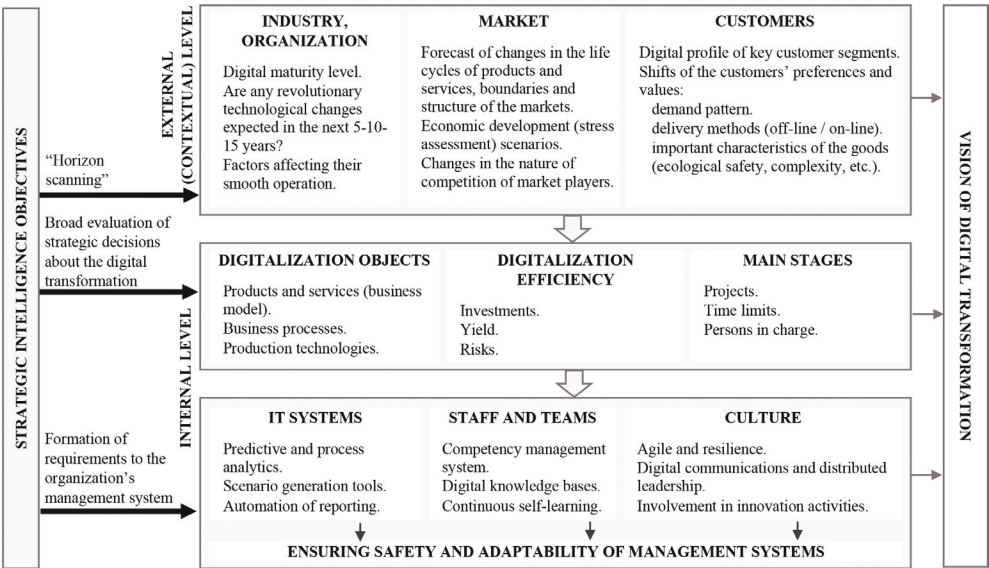 STRATEGIC INTELLIGENCE OBJECTIVES
"Horizon
scanning"
Broad evaluation of
strategic decisions
about the digital
transformation
Formation of
requirements to the
organization's
management system
EXTERNAL
(CONTEXTUAL) LEVEL
INTERNAL LEVEL
INDUSTRY,
ORGANIZATION
Digital maturity level.
Are any revolutionary
technological changes
expected in the next 5-10-
15 years?
Factors affecting their
smooth operation.
MARKET
Forecast of changes in the life
cycles of products and
services, boundaries and
structure of the markets.
Economic development (stress
assessment) scenarios.
Changes in the nature of
competition of market players.
CUSTOMERS
Digital profile of key customer segments.
Shifts of the customers' preferences and
values:
demand pattern.
delivery methods (off-line / on-line).
important characteristics of the goods
(ecological safety, complexity, etc.).
DIGITALIZATION OBJECTS
Products and services (business
model).
Business processes.
Production technologies.
DIGITALIZATION
EFFICIENCY
Investments.
Yield.
Risks.
MAIN STAGES
Projects.
Time limits.
Persons in charge.
IT SYSTEMS
Predictive and process
analytics.
Scenario generation tools.
Automation of reporting.
STAFF AND TEAMS
Competency management
system.
Digital knowledge bases.
Continuous self-learning.
CULTURE
Agile and resilience.
Digital communications and distributed
leadership.
Involvement in innovation activities.
ENSURING SAFETY AND ADAPTABILITY OF MANAGEMENT SYSTEMS
VISION OF DIGITAL TRANSFORMATION